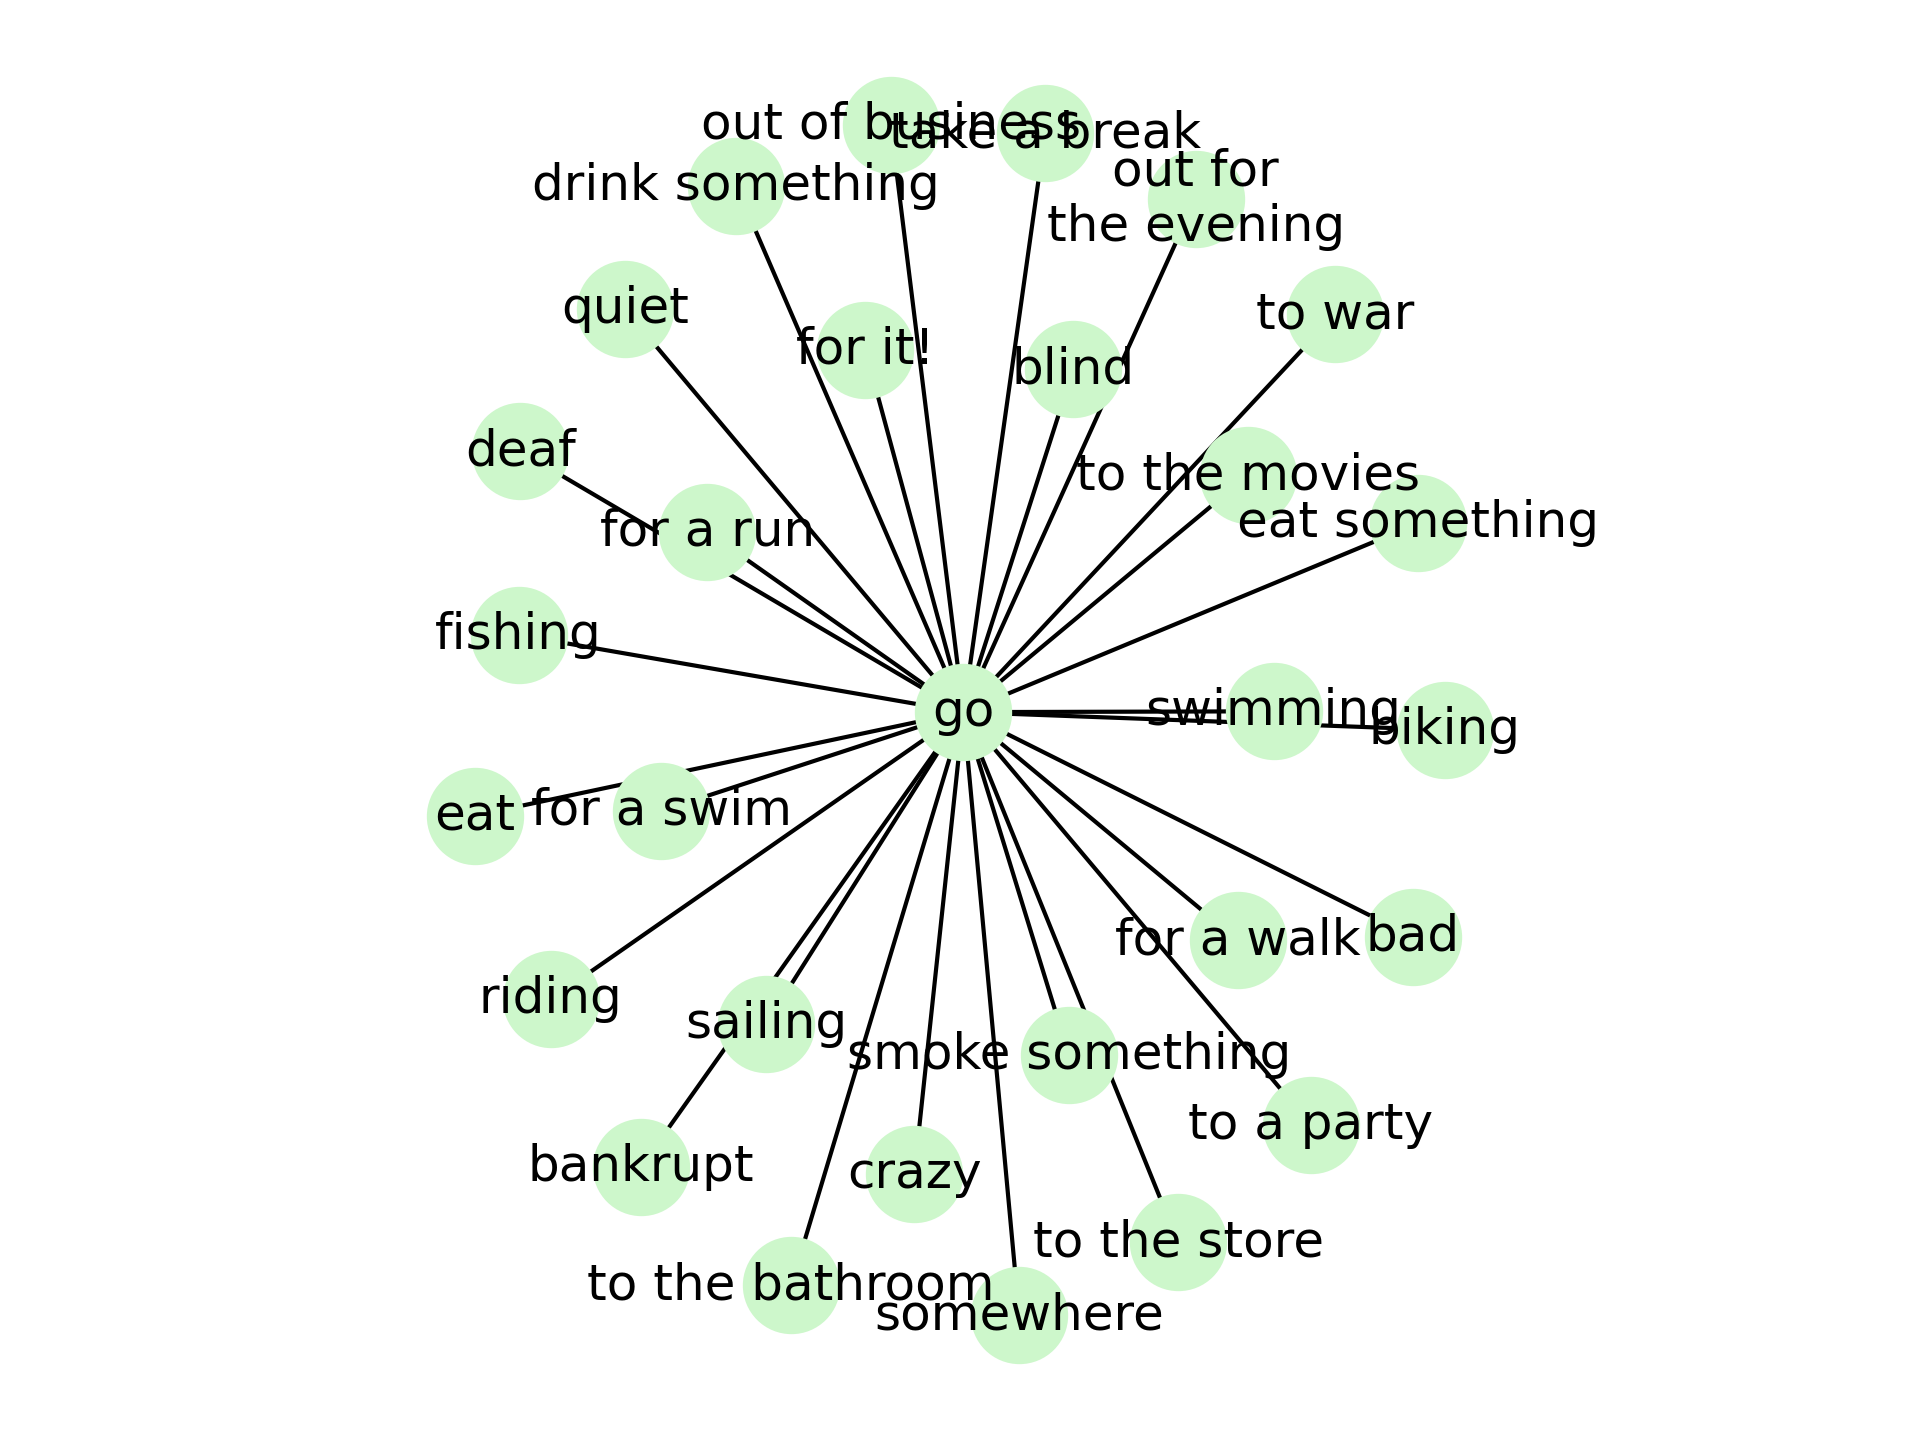 out of business
take a break
out for
the evening
drink something
quiet
to war
for it!
blind
deaf
to the movies
eat something
for a run
fishing
go
swimming
biking
eat
for a swim
for a walk
bad
riding
sailing
smoke something
to a party
bankrupt
crazy
to the store
to the bathroom
somewhere